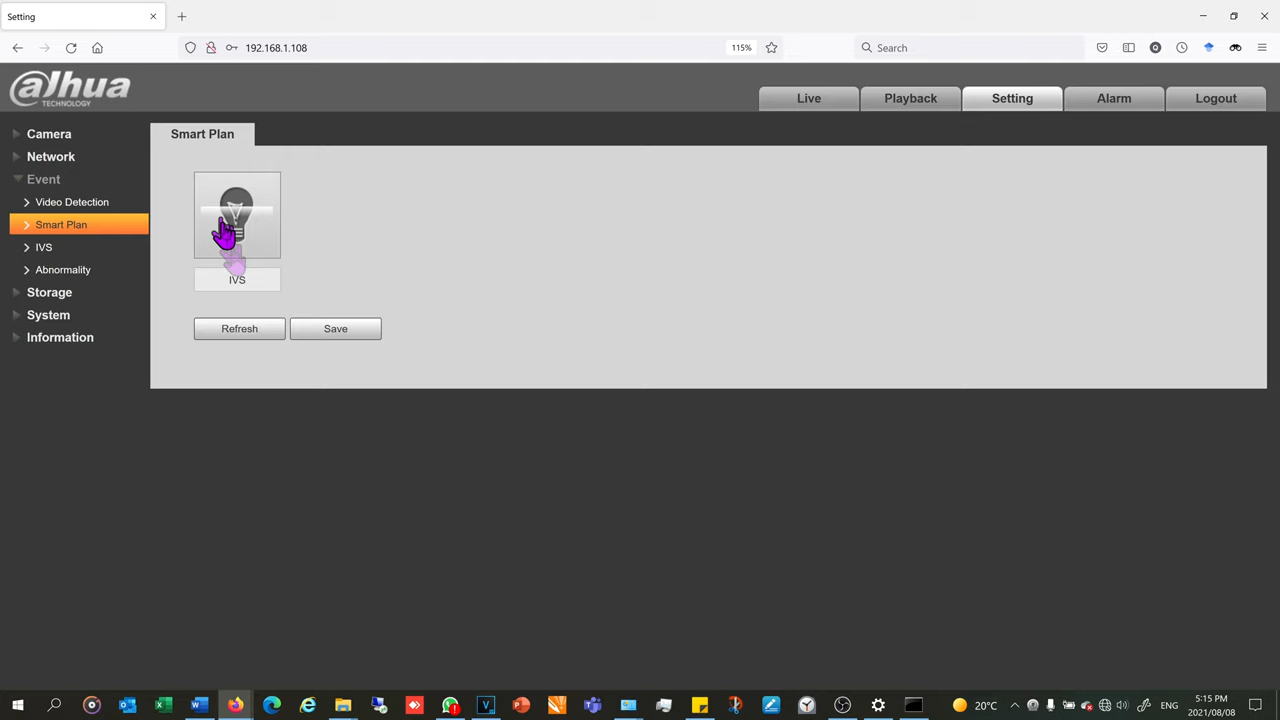 Setting
192.168.1.108
115%
Search
alhua
TECHNOLOGY
Live
Playback
Setting
Alarm
Logout
Camera
Network
Event
Video Detection
Smart Plan
IVS
Abnormality
Storage
System
Information
Smart Plan
IVS
Refresh
Save
20°C
ENG
5:15 PM
2021/08/08